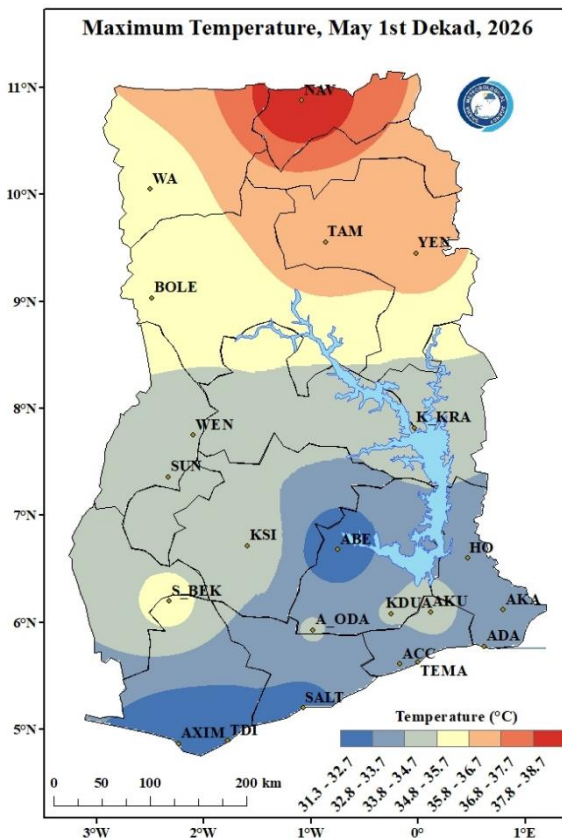 Maximum Temperature, May 1st Dekad, 2026
11°N
NAV
WA
10°N
TAM
YEN
BOLE
9°N
8°N
K_KRA
WEN
SUN
7°N
KSI
ABE
HO
S_BEK
KDUA
AKU
AKA
6°N
A_ODA
ADA
ACC
TEMA
SALT
5°N
AXIM
TDI
Temperature (°C)
31.3 - 32.7
32.8 - 33.7
33.8 - 34.7
34.8 - 35.7
35.8 - 36.7
36.8 - 37.7
37.8 - 38.7
0 50 100 200 km
3°W 2°W 1°W 0° 1°E